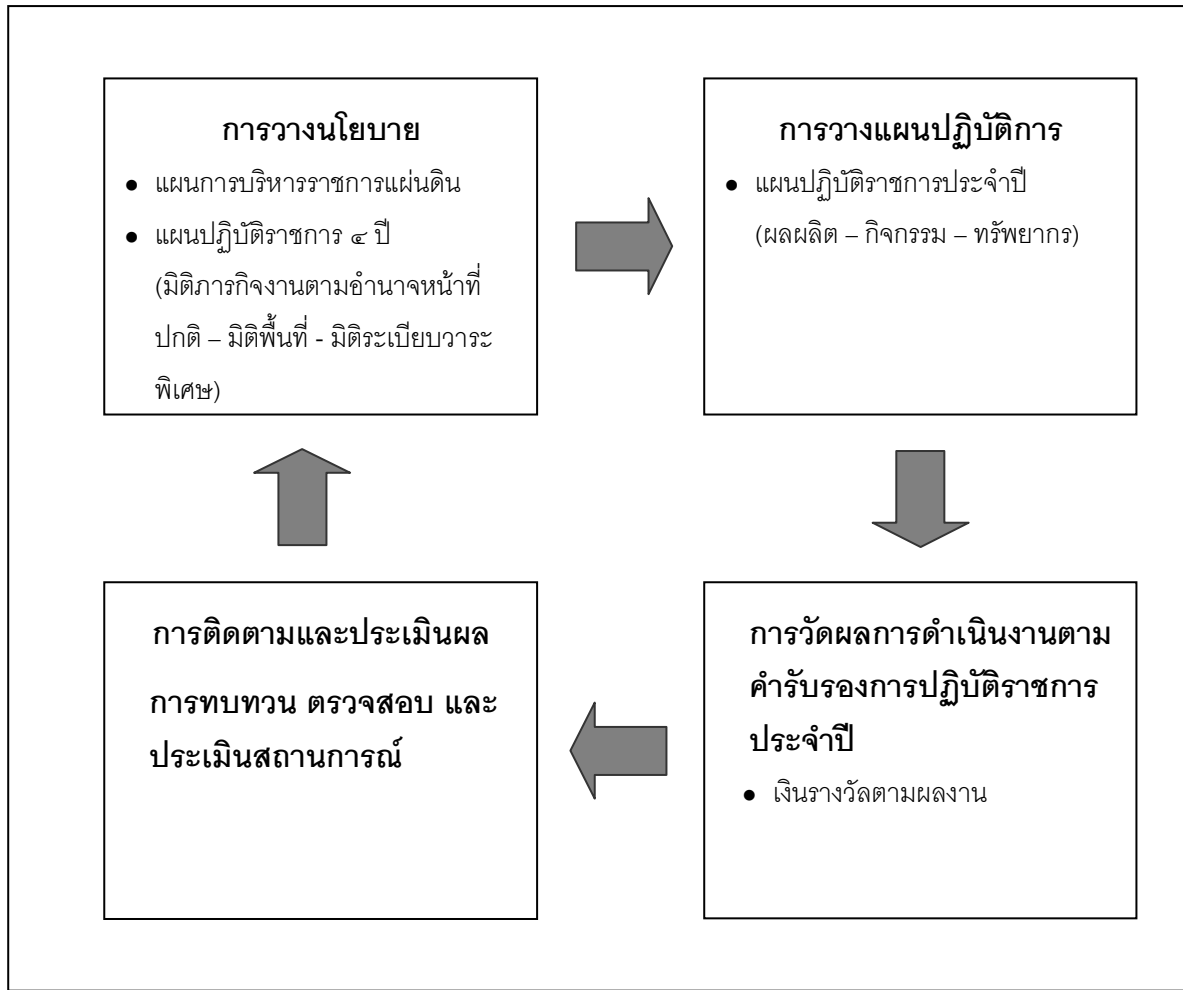 การวางนโยบาย
● แผนการบริหารราชการแผ่นดิน
● แผนปฏิบัติราชการ ๔ ปี
(มิติภารกิจงานตามอำนาจหน้าที่
ปกติ – มิติพื้นที่ - มิติระเบียบวาระ
พิเศษ)
การวางแผนปฏิบัติการ
● แผนปฏิบัติราชการประจำปี
(ผลผลิต – กิจกรรม – ทรัพยากร)
การติดตามและประเมินผล
การทบทวน ตรวจสอบ และ
ประเมินสถานการณ์
การวัดผลการดำเนินงานตาม
คำรับรองการปฏิบัติราชการ
ประจำปี
● เงินรางวัลตามผลงาน